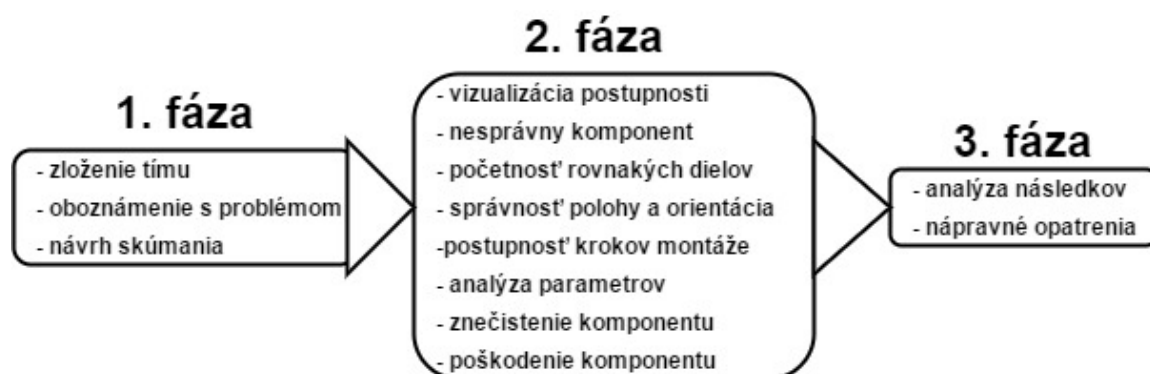 1. fáza
- zloženie tímu
- oboznámenie s problémom
- návrh skúmania
2. fáza
- vizualizácia postupnosti
- nesprávny komponent
- početnosť rovnakých dielov
- správnosť polohy a orientácia
-postupnosť krokov montáže
- analýza parametrov
- znečistenie komponentu
- poškodenie komponentu
3. fáza
- analýza následkov
- nápravné opatrenia